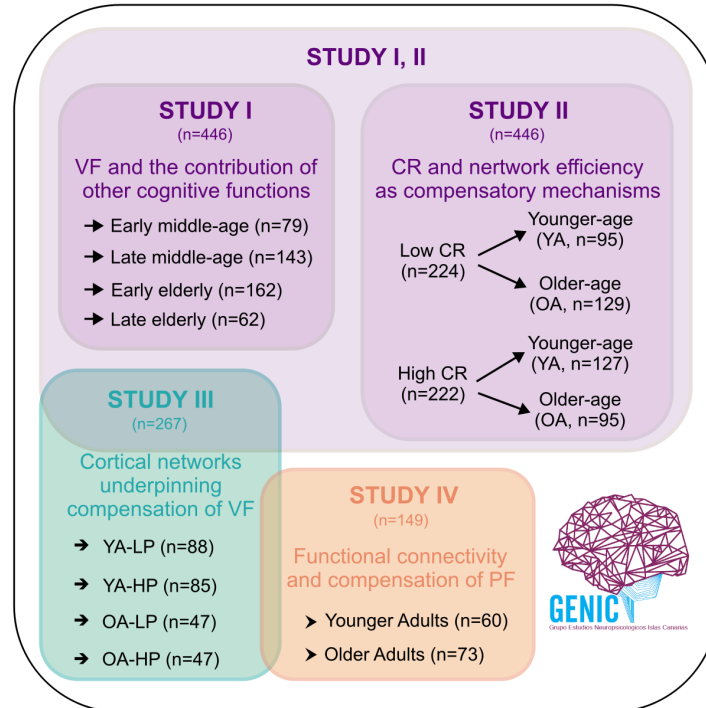 STUDY I, II
STUDY I
(n=446)
VF and the contribution of
other cognitive functions
Early middle-age (n=79)
Late middle-age (n=143)
Early elderly (n=162)
Late elderly (n=62)
STUDY II
(n=446)
CR and nertwork efficiency
as compensatory mechanisms
Low CR
(n=224)
Younger-age
(YA, n=95)
Older-age
(OA, n=129)
High CR
(n=222)
Younger-age
(YA, n=127)
Older-age
(OA, n=95)
STUDY III
(n=267)
Cortical networks
underpinning
compensation of VF
YA-LP (n=88)
YA-HP (n=85)
OA-LP (n=47)
OA-HP (n=47)
STUDY IV
(n=149)
Functional connectivity
and compensation of PF
Younger Adults (n=60)
Older Adults (n=73)
GENIC
Grupo Estudios Neuropsicológicos Islas Canarias